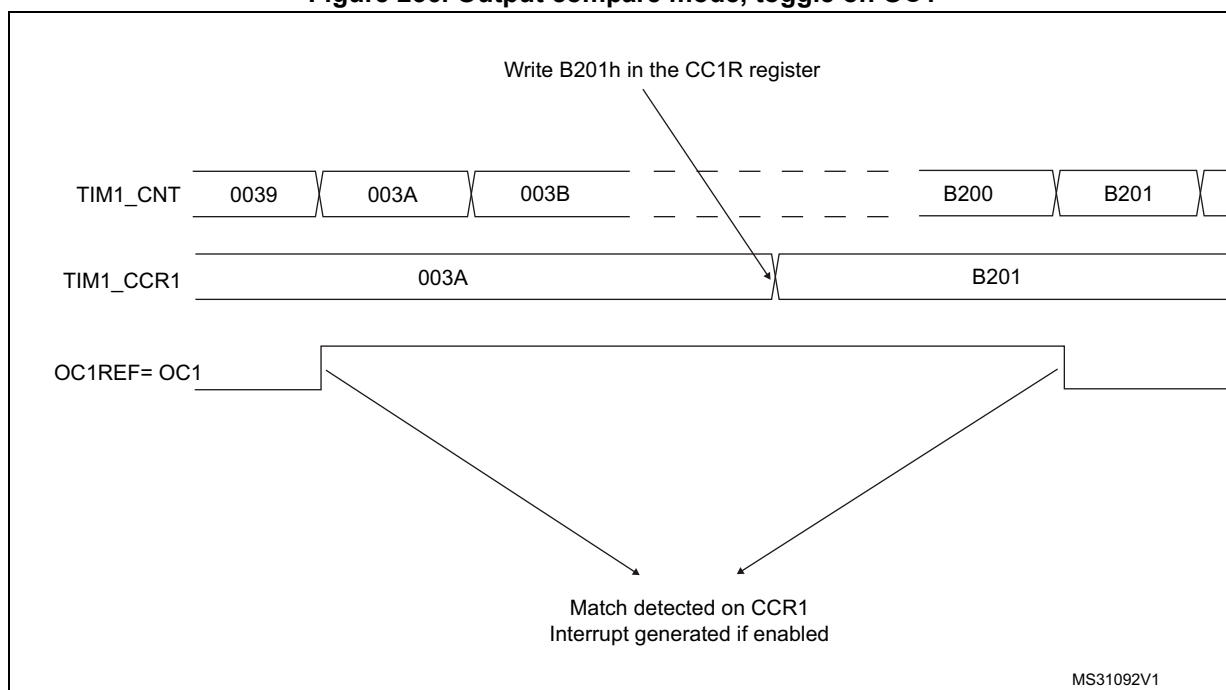 Write B201h in the CC1R register
TIM1_CNT 0039 003A 003B B200 B201
TIM1_CCR1 003A B201
OC1REF= OC1
Match detected on CCR1
Interrupt generated if enabled
MS31092V1